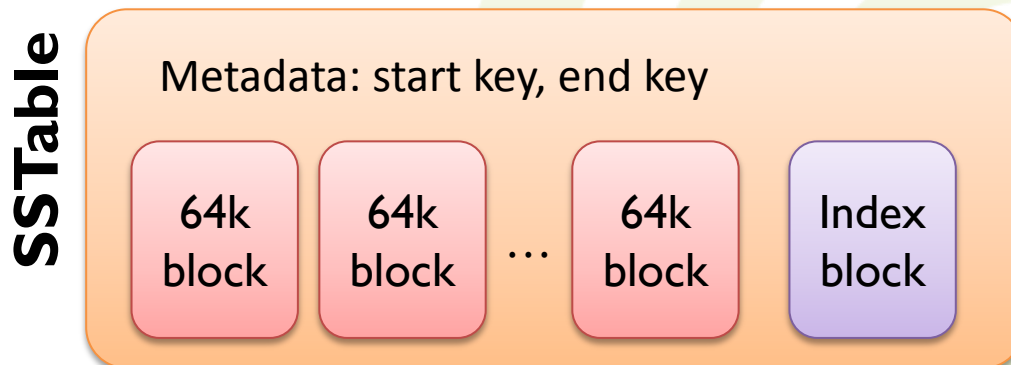 SSTable
Metadata: start key, end key
64k
block
64k
block
...
64k
block
Index
block